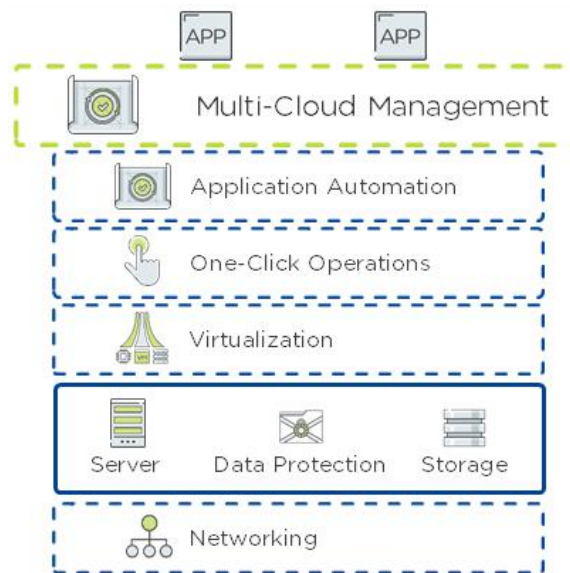 APP
APP
Multi-Cloud Management
Application Automation
One-Click Operations
Virtualization
Server
Data Protection
Storage
Networking